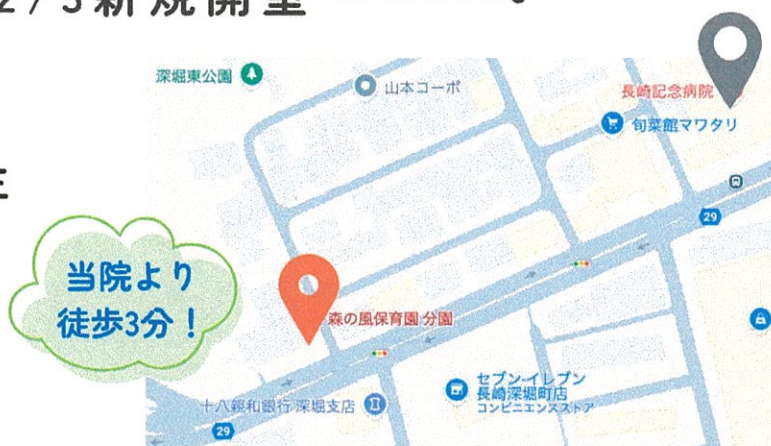 2/3新規開室
深堀東公園
山本コーポ
長崎記念病院
旬菜館マワタリ
29
当院より
徒歩3分！
森の風保育園 分園
セブン-イレブン
長崎深堀町店
コンビニエンスストア
十八親和銀行 深堀支店
29